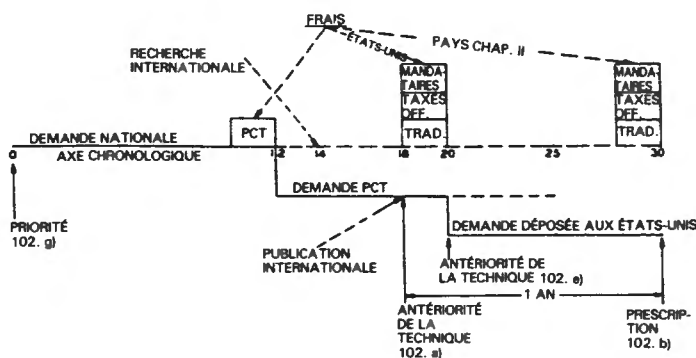 FRAIS
ÉTATS-UNIS
PAYS CHAP. II
RECHERCHE
INTERNATIONALE
MANDA-
TAIRES
TAXES
OFF.
TRAD.
MANDA-
TAIRES
TAXES
OFF.
TRAD.
PCT
DEMANDE NATIONALE
0 12 14 18 20 25 30
AXE CHRONOLOGIQUE
DEMANDE PCT
PRIORITÉ
102. g)
DEMANDE DÉPOSÉE AUX ÉTATS-UNIS
PUBLICATION
INTERNATIONALE
ANTÉRIORITÉ DE
LA TECHNIQUE 102. e)
1 AN
ANTÉRIORITÉ
DE LA
TECHNIQUE
102. a)
PRESCRIP-
TION
102. b)